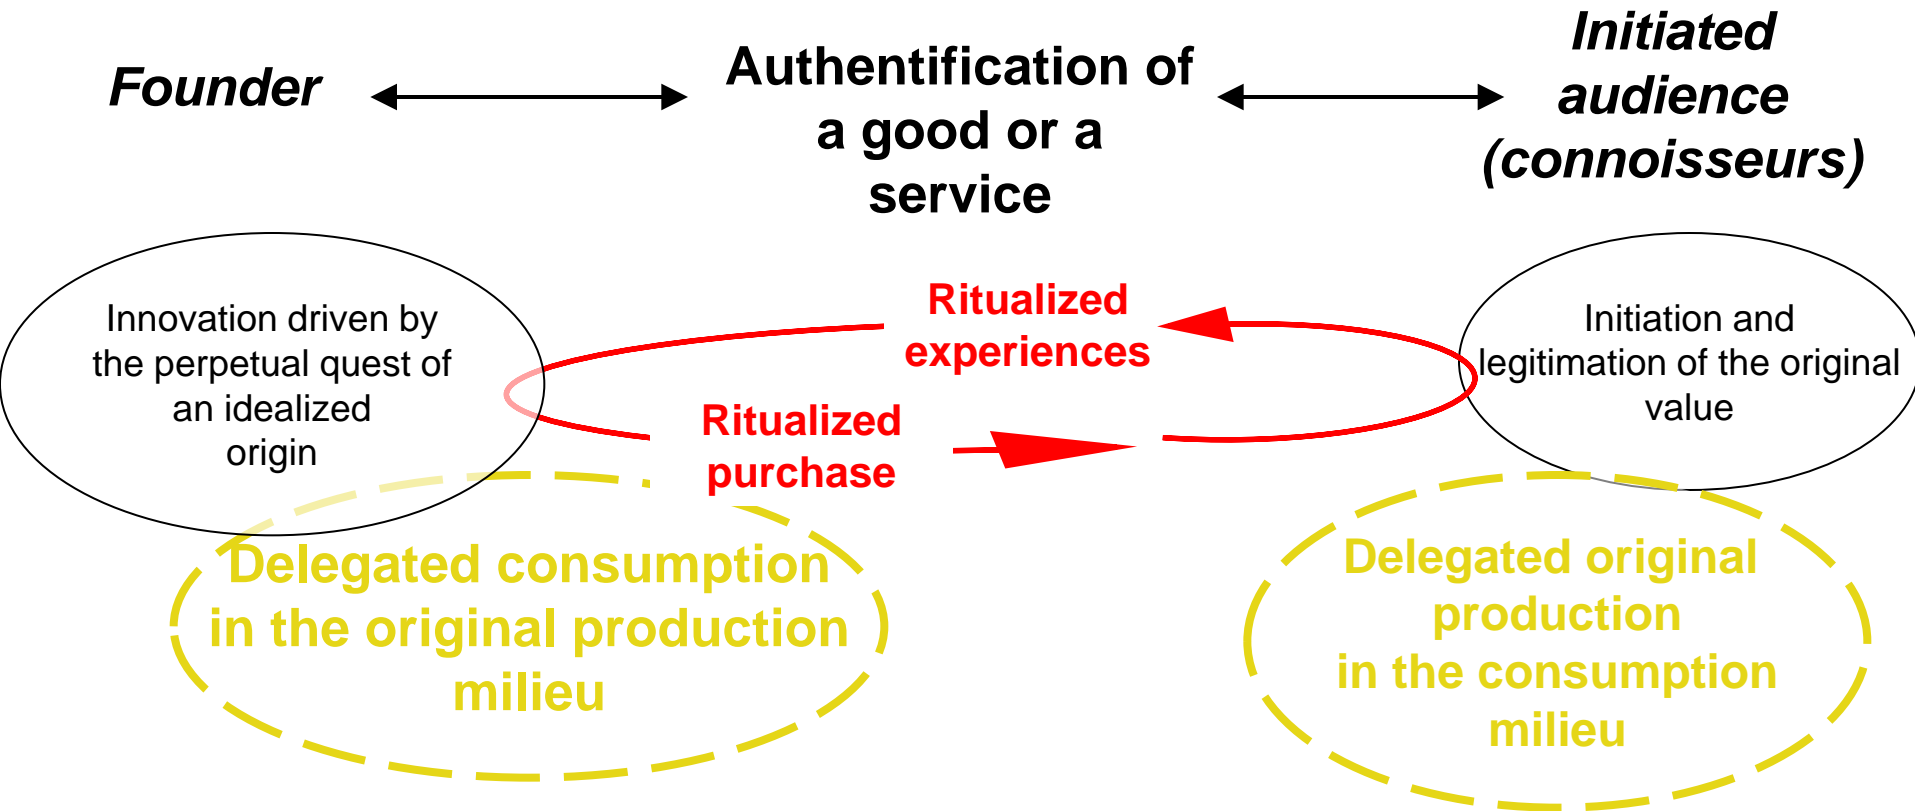 Founder
Authentification of
a good or a
service
Initiated
audience
(connoisseurs)
Innovation driven by
the perpetual quest of
an idealized
origin
Ritualized
experiences
Ritualized
purchase
Initiation and
legitimation of the original
value
Delegated consumption
in the original production
milieu
Delegated original
production
in the consumption
milieu